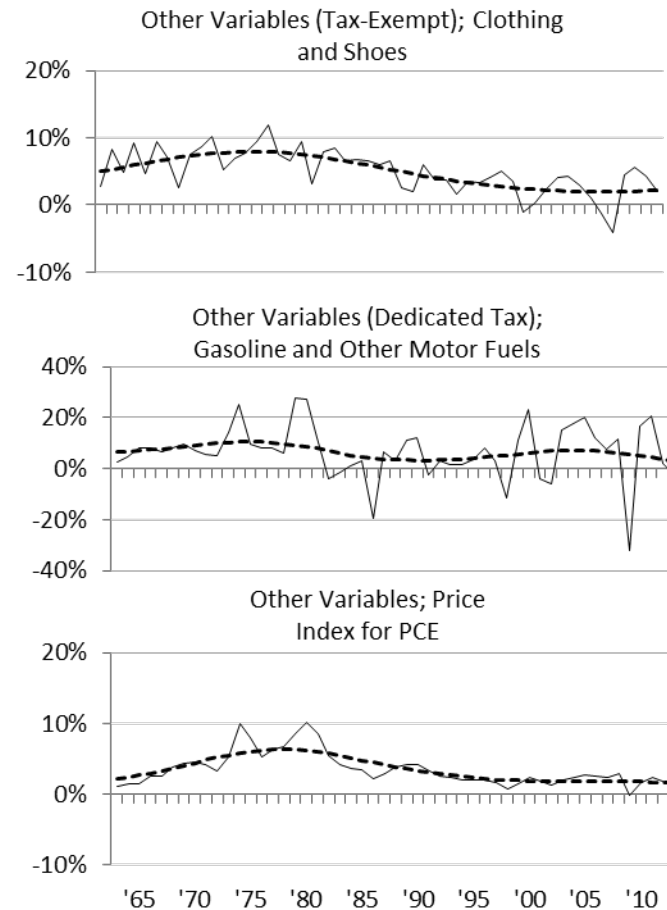 Other Variables (Tax-Exempt); Clothing
and Shoes
20%
10%
0%
-10%
Other Variables (Dedicated Tax);
Gasoline and Other Motor Fuels
40%
20%
0%
-20%
-40%
Other Variables; Price
Index for PCE
20%
10%
0%
-10%
'65 '70 '75 '80 '85 '90 '95 '00 '05 '10